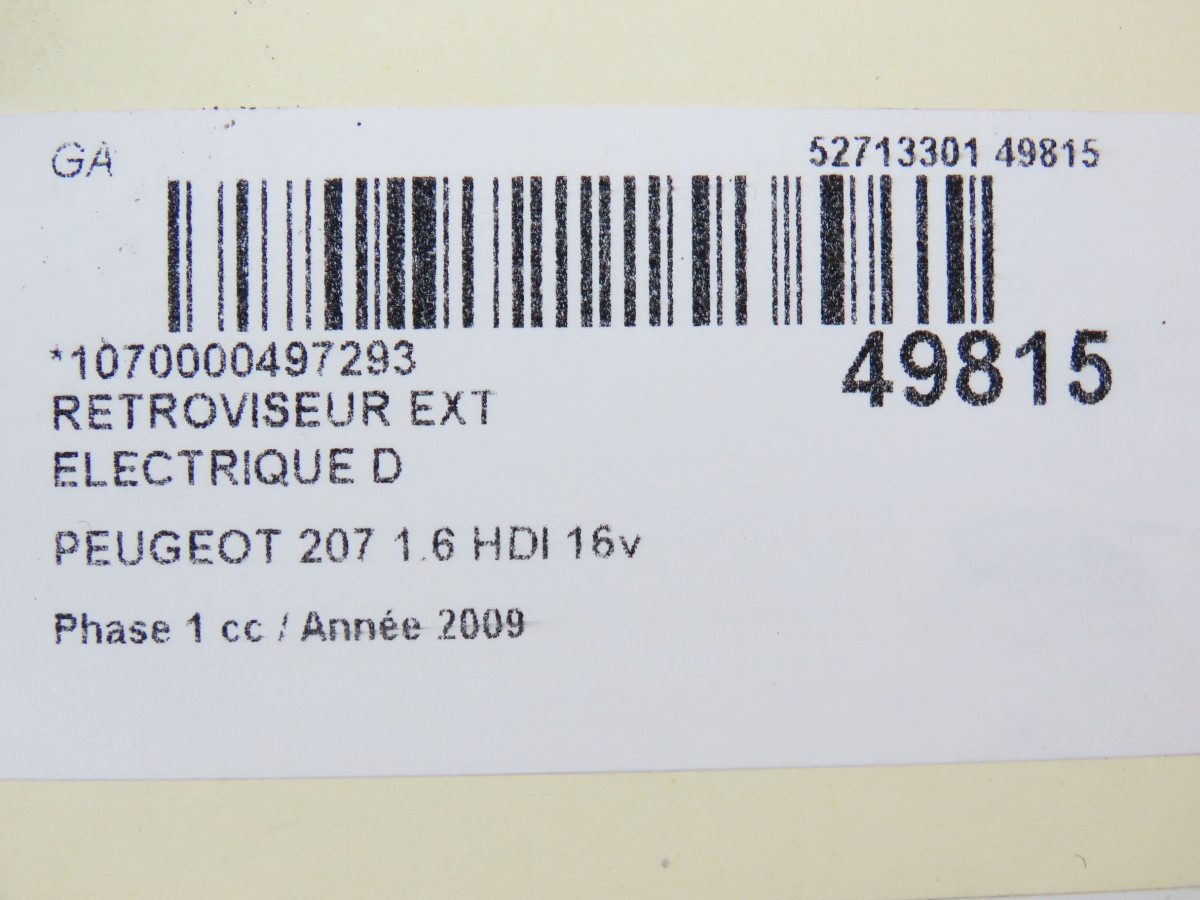 GA
52713301 49815
*1070000497293
49815
RETROVISEUR EXT
ELECTRIQUE D
PEUGEOT 207 1.6 HDI 16v
Phase 1 cc / Année 2009